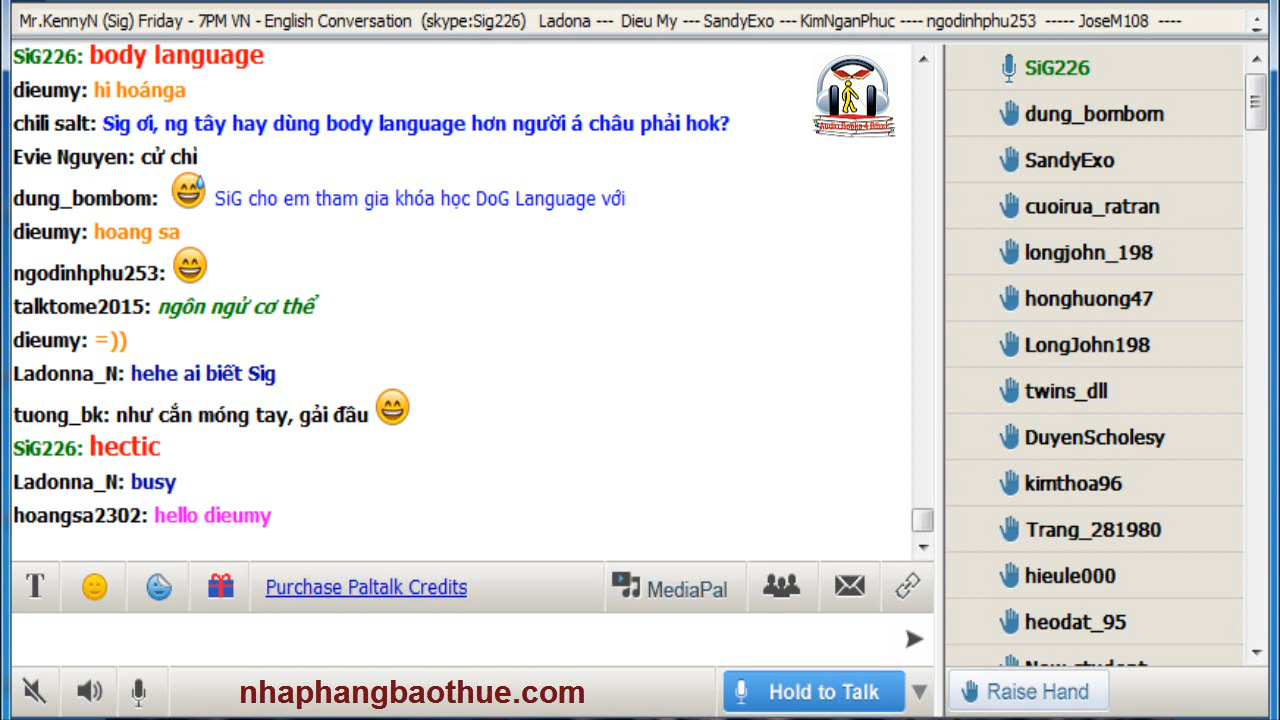 Mr.KennyN (Sig) Friday - 7PM VN - English Conversation (skype:Sig226) Ladona --- Dieu My --- SandyExo --- KimNganPhuc ---- ngodinhphu253 ----- JoseM108 ----
SiG226: body language
dieumy: hi hoánga
chili salt: Sig ơi, ng tây hay dùng body language hơn người á châu phải hok?
Evie Nguyen: cử chỉ
dung_bombom: SiG cho em tham gia khóa học DoG Language với
dieumy: hoang sa
ngodinhphu253:
talktome2015: ngôn ngử cơ thể
dieumy: =))
Ladonna_N: hehe ai biết Sig
tuong_bk: như cắn móng tay, gải đầu
SiG226: hectic
Ladonna_N: busy
hoangsa2302: hello dieumy
T
Purchase Paltalk Credits
MediaPal
nhaphangbaothue.com
Hold to Talk
SiG226
dung_bombom
SandyExo
cuoirua_ratran
longjohn_198
honghuong47
LongJohn198
twins_dll
DuyenScholesy
kimthoa96
Trang_281980
hieule000
heodat_95
New_student
Raise Hand